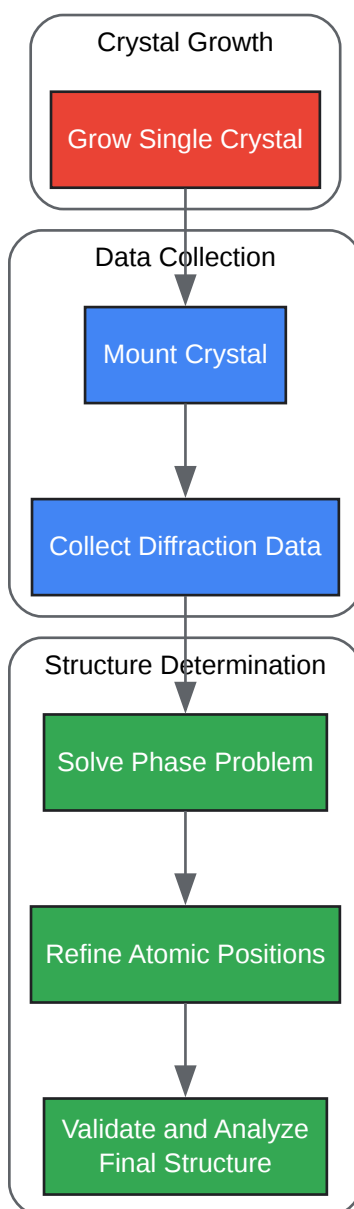 Crystal Growth
Grow Single Crystal
Data Collection
Mount Crystal
Collect Diffraction Data
Structure Determination
Solve Phase Problem
Refine Atomic Positions
Validate and Analyze
Final Structure